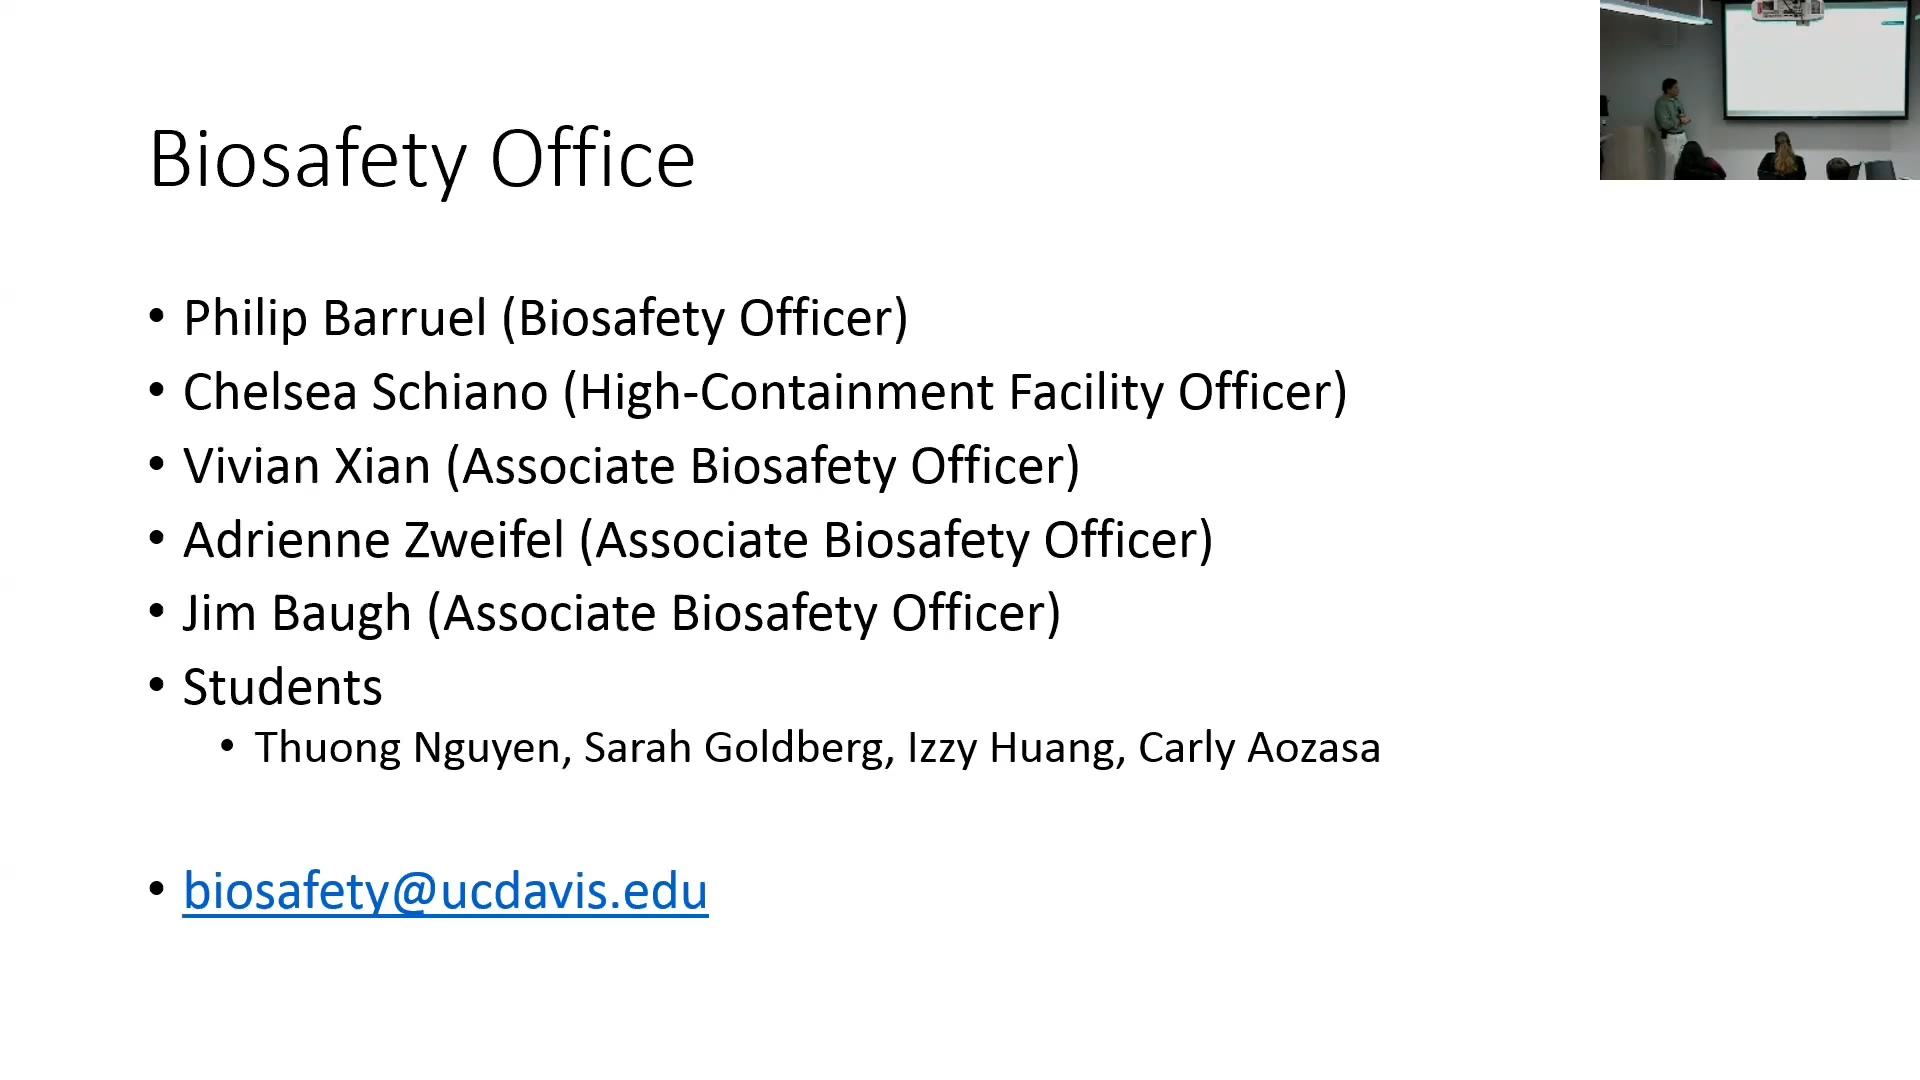 Biosafety Office
• Philip Barruel (Biosafety Officer)
• Chelsea Schiano (High-Containment Facility Officer)
• Vivian Xian (Associate Biosafety Officer)
• Adrienne Zweifel (Associate Biosafety Officer)
• Jim Baugh (Associate Biosafety Officer)
• Students
• Thuong Nguyen, Sarah Goldberg, Izzy Huang, Carly Aozasa
• biosafety@ucdavis.edu